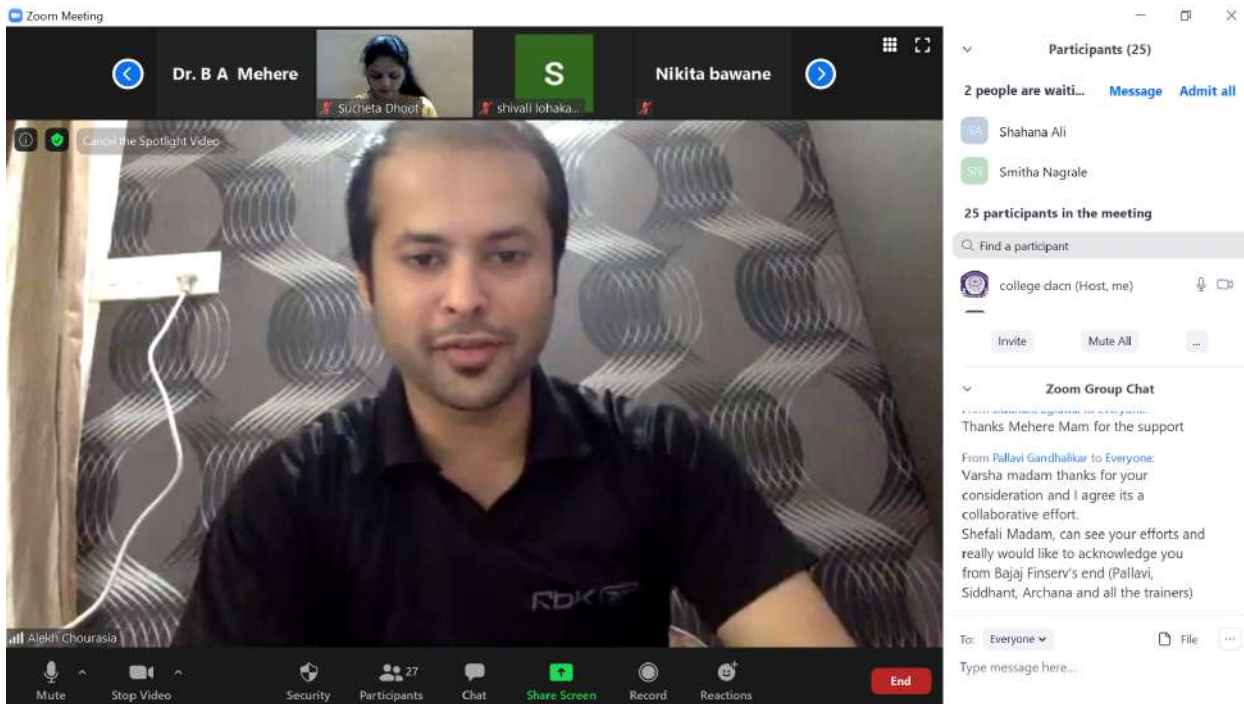 Zoom Meeting
Dr. B A Mehere
Sucheta Dhoot
S
shivali lohaka...
Nikita bawane
Cancel the Spotlight Video
Alekh Chourasia
Mute
Stop Video
Security
27
Participants
Chat
Share Screen
Record
Reactions
End
Participants (25)
2 people are waiti...
Message
Admit all
SA
Shahana Ali
SN
Smitha Nagrale
25 participants in the meeting
Find a participant
college dacn (Host, me)
Invite
Mute All
...
Zoom Group Chat
Thanks Mehere Mam for the support
From Pallavi Gandhalikar to Everyone:
Varsha madam thanks for your
consideration and I agree its a
collaborative effort.
Shefali Madam, can see your efforts and
really would like to acknowledge you
from Bajaj Finserv's end (Pallavi,
Siddhant, Archana and all the trainers)
To: Everyone
File
...
Type message here...